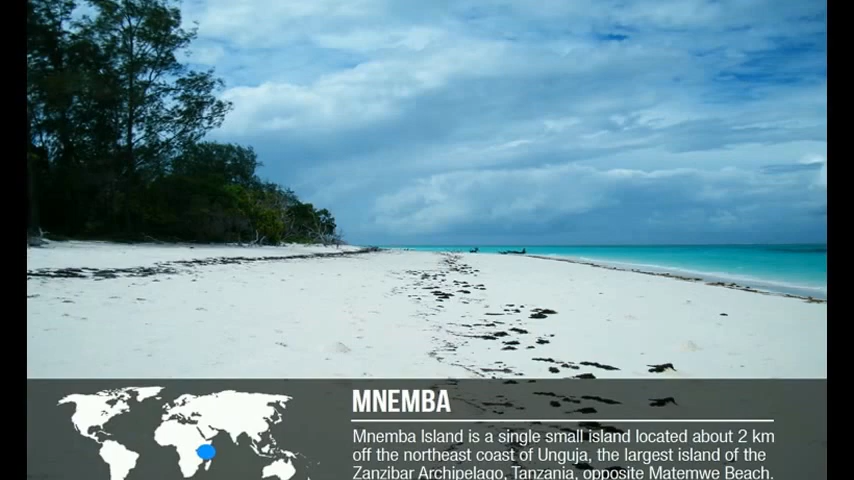 MNEMBA
Mnemba Island is a single small island located about 2 km
off the northeast coast of Unguja, the largest island of the
Zanzibar Archipelago, Tanzania, opposite Matemwe Beach.